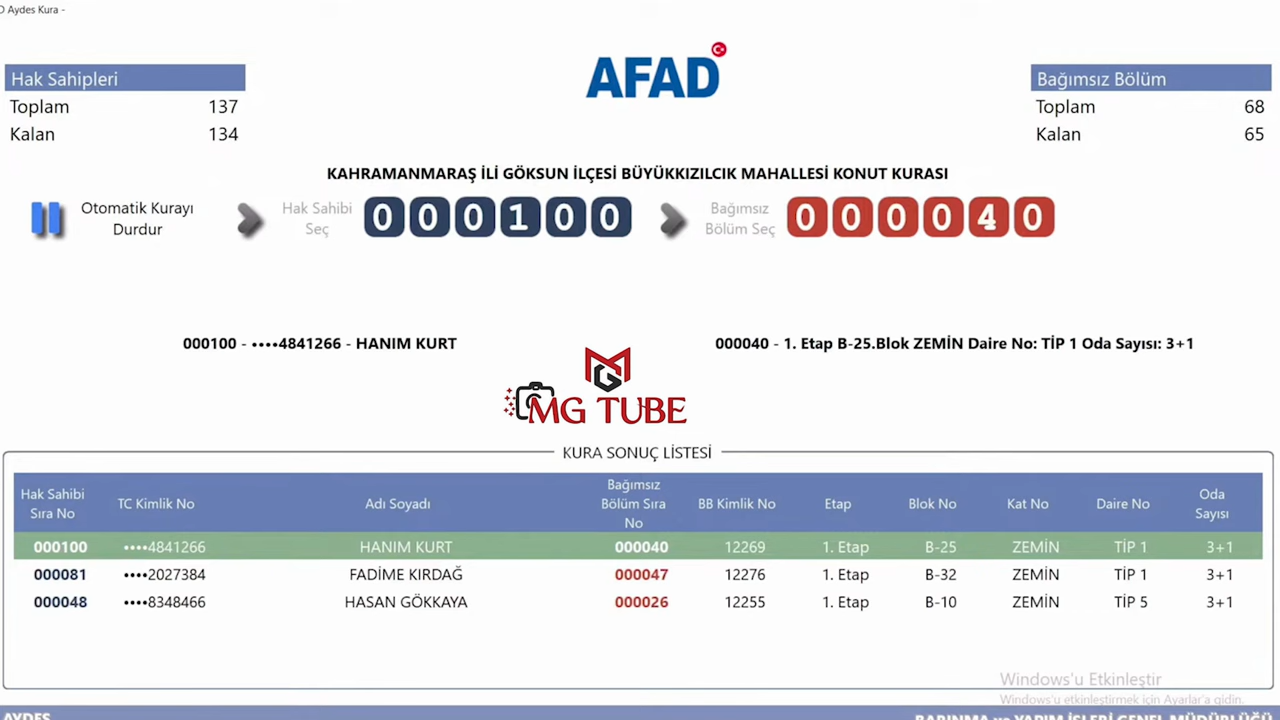 Aydes Kura -
Hak Sahipleri
Toplam 137
Kalan 134
AFAD
Bağımsız Bölüm
Toplam 68
Kalan 65
KAHRAMANMARAŞ İLİ GÖKSUN İLÇESİ BÜYÜKKIZILCIK MAHALLESİ KONUT KURASI
Otomatik Kurayı
Durdur
Hak Sahibi
Seç
000100
Bağımsız
Bölüm Seç
000040
000100 - ••••4841266 - HANIM KURT
000040 - 1. Etap B-25.Blok ZEMİN Daire No: TİP 1 Oda Sayısı: 3+1
MG TUBE
KURA SONUÇ LİSTESİ
Hak Sahibi
Sıra No
TC Kimlik No
Adı Soyadı
Bağımsız
Bölüm Sıra
No
BB Kimlik No
Etap
Blok No
Kat No
Daire No
Oda
Sayısı
000100 ••••4841266 HANIM KURT 000040 12269 1. Etap B-25 ZEMİN TİP 1 3+1
000081 ••••2027384 FADİME KIRDAĞ 000047 12276 1. Etap B-32 ZEMİN TİP 1 3+1
000048 ••••8348466 HASAN GÖKKAYA 000026 12255 1. Etap B-10 ZEMİN TİP 5 3+1
Windows'u Etkinleştir
Windows'u etkinleştirmek için Ayarlar'a gidin.
AYDES
BARINMA ve YAPIM İŞLERİ GENEL MÜDÜRLÜĞÜ